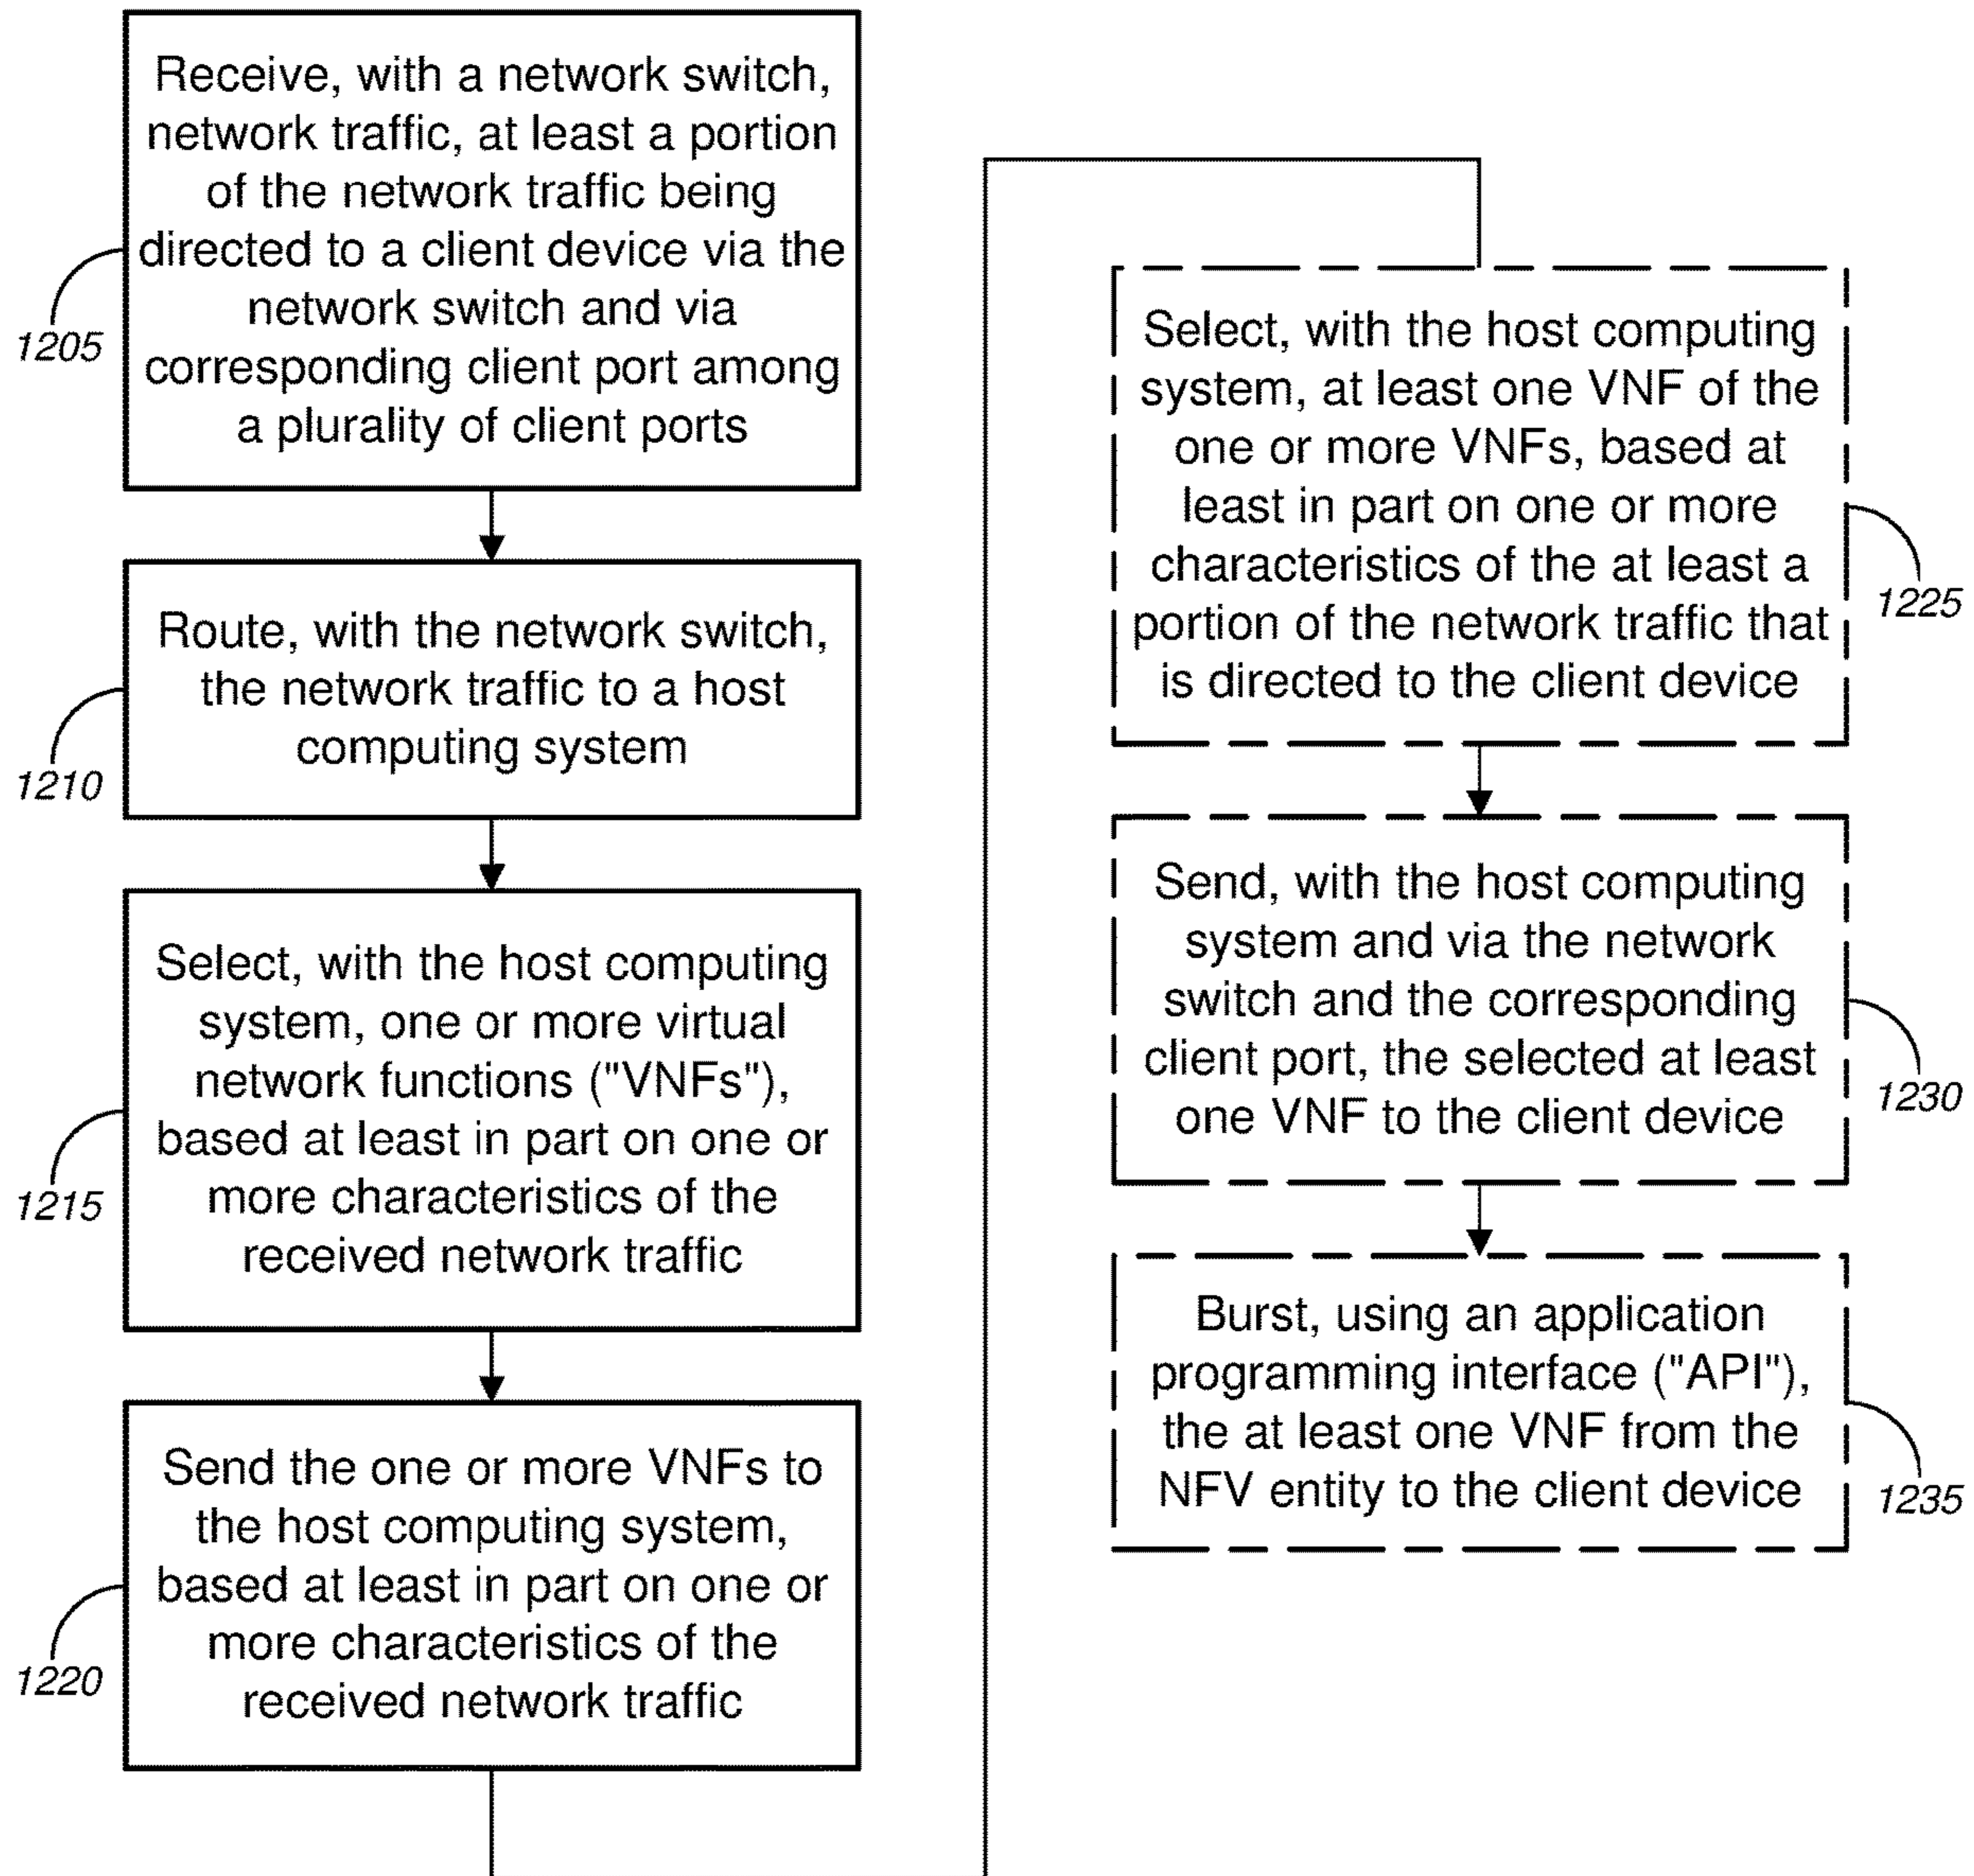 Receive, with a network switch,
network traffic, at least a portion
of the network traffic being
directed to a client device via the
network switch and via
corresponding client port among
a plurality of client ports
1205
Route, with the network switch,
the network traffic to a host
computing system
1210
Select, with the host computing
system, one or more virtual
network functions ("VNFs"),
based at least in part on one or
more characteristics of the
received network traffic
1215
Send the one or more VNFs to
the host computing system,
based at least in part on one or
more characteristics of the
received network traffic
1220
Select, with the host computing
system, at least one VNF of the
one or more VNFs, based at
least in part on one or more
characteristics of the at least a
portion of the network traffic that
is directed to the client device
1225
Send, with the host computing
system and via the network
switch and the corresponding
client port, the selected at least
one VNF to the client device
1230
Burst, using an application
programming interface ("API"),
the at least one VNF from the
NFV entity to the client device
1235